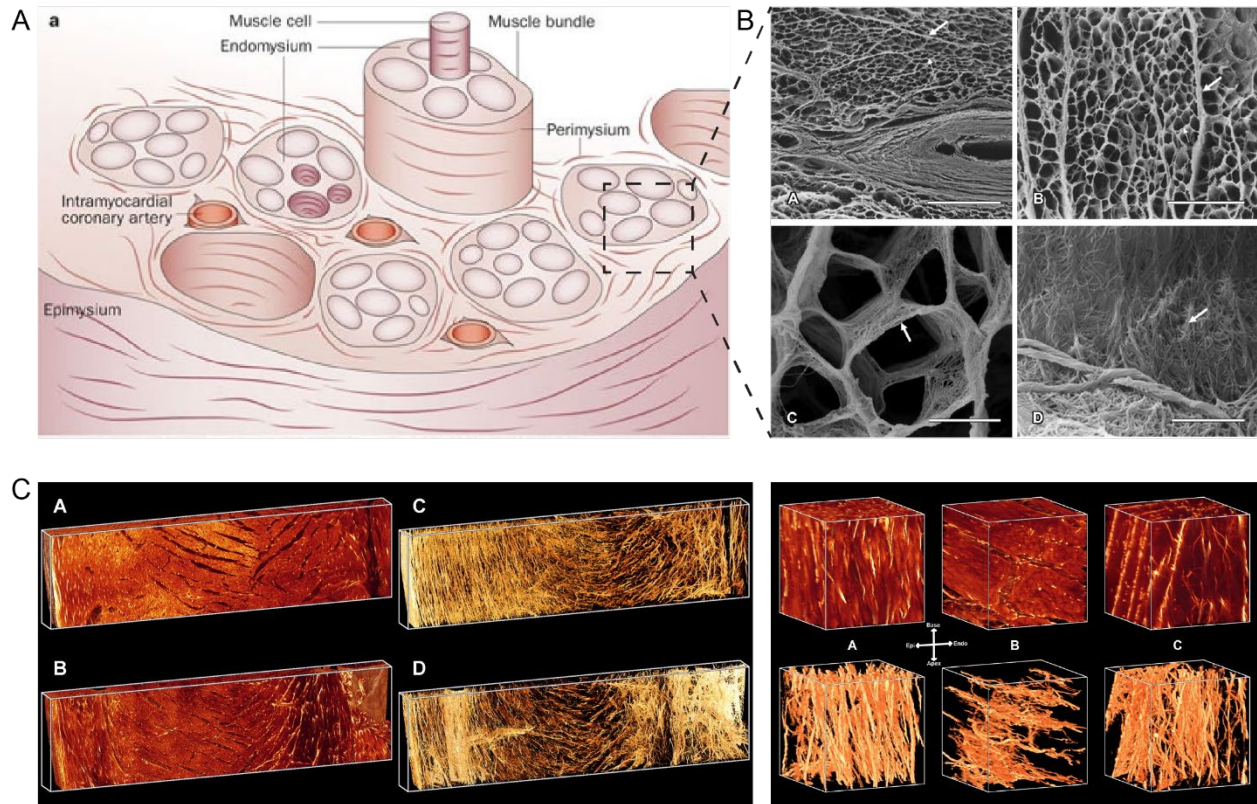 A
a
Muscle cell
Endomysium
Muscle bundle
Perimysium
Intramyocardial
coronary artery
Epimysium
B
A
B
C
D
C
A
C
B
D
Base
Epi
Endo
Apex
A
B
C